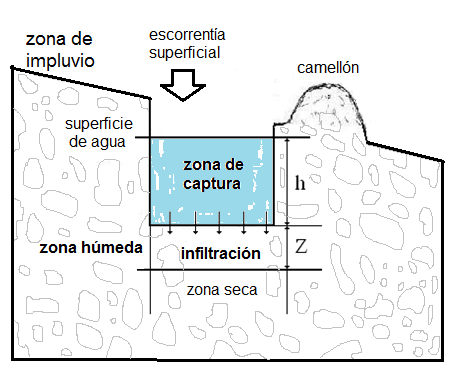 zona de
impluvio
escorrentía
superficial
camellón
superficie
de agua
zona de
captura
h
zona húmeda
infiltración
Z
zona seca